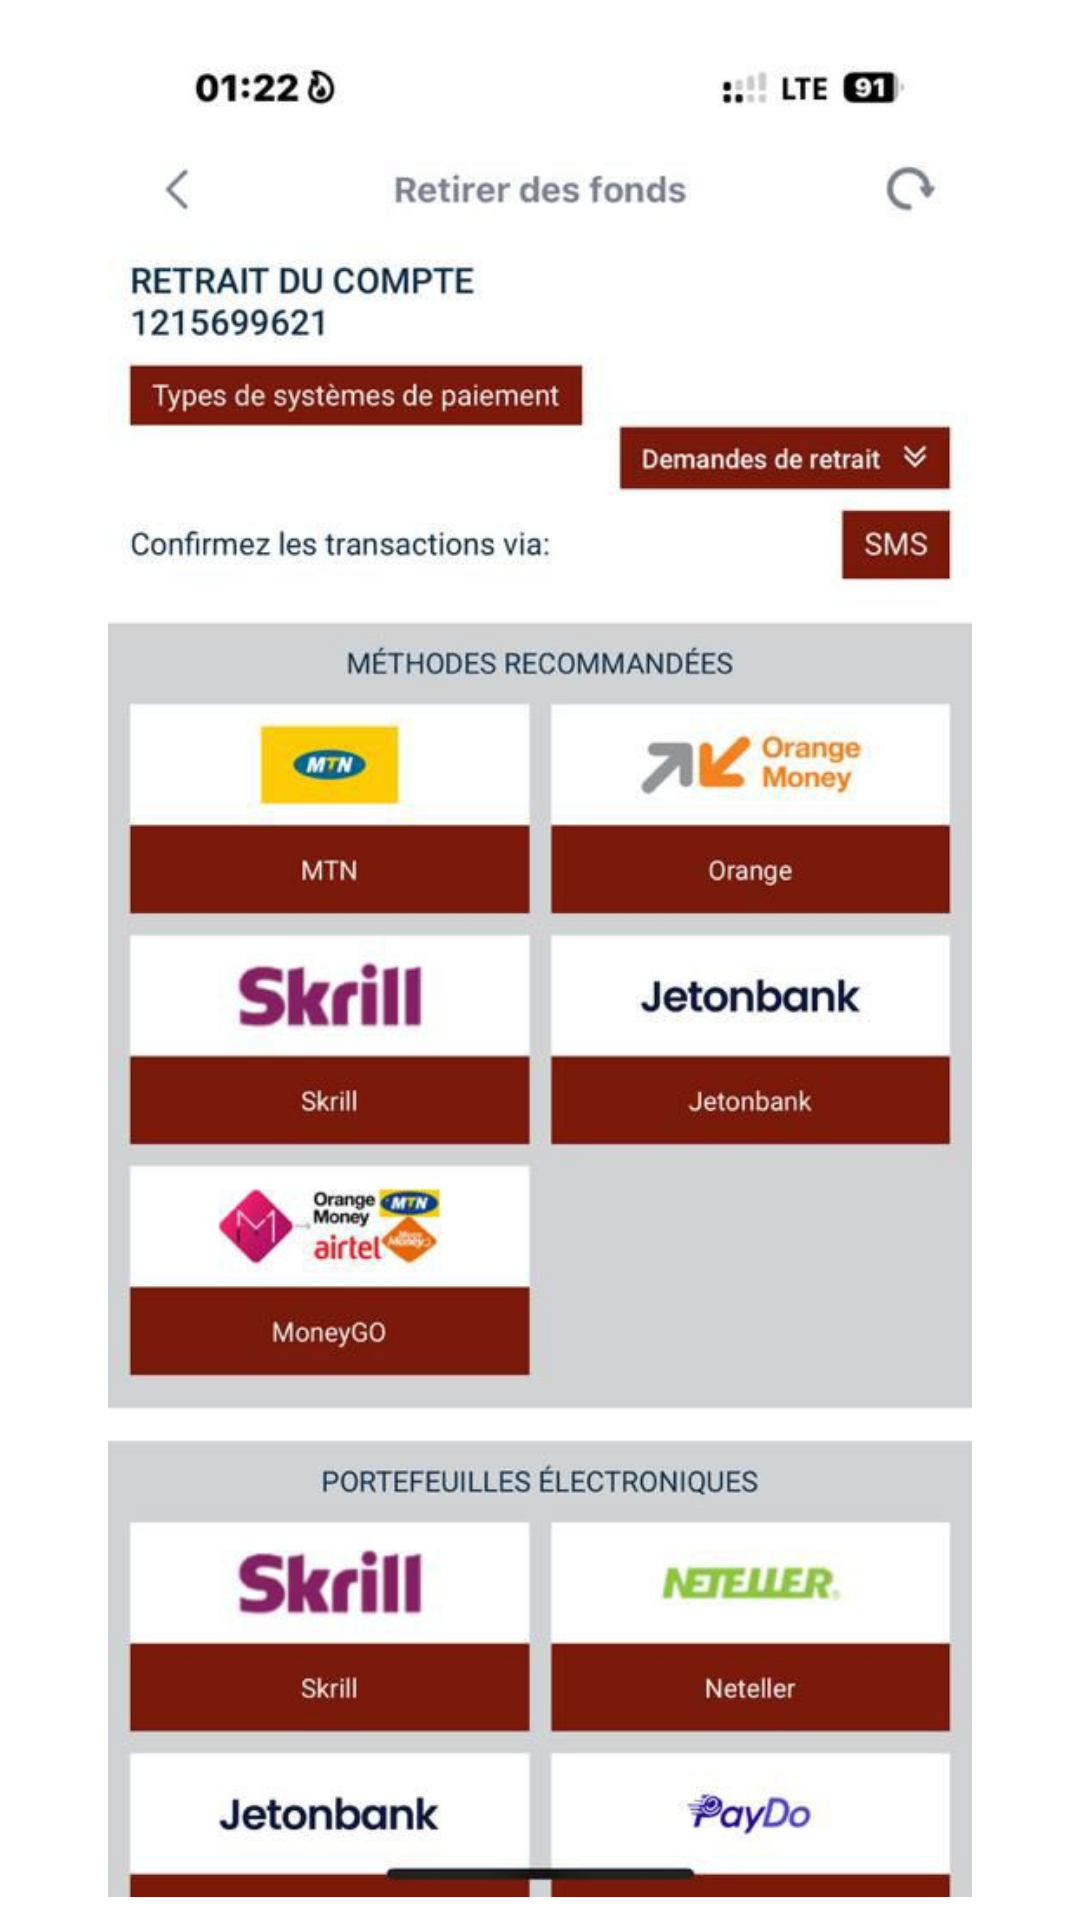 01:22
LTE 91
Retirer des fonds
RETRAIT DU COMPTE
1215699621
Types de systèmes de paiement
Demandes de retrait
Confirmez les transactions via:
SMS
MÉTHODES RECOMMANDÉES
MTN
Orange
Money
MTN
Orange
Skrill
Jetonbank
Skrill
Jetonbank
Orange
Money
MTN
airtel
Money
MoneyGO
PORTEFEUILLES ÉLECTRONIQUES
Skrill
NETELLER
Skrill
Neteller
Jetonbank
PayDo